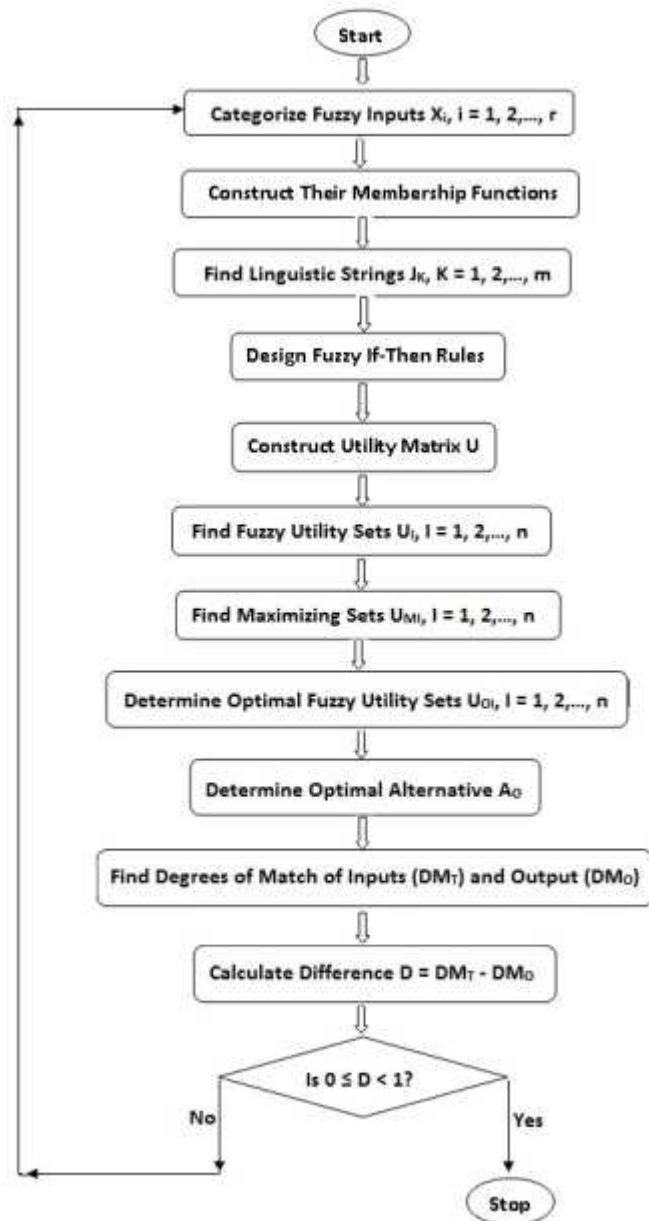 Start
Categorize Fuzzy Inputs Xi, i = 1, 2,..., r
Construct Their Membership Functions
Find Linguistic Strings JK, K = 1, 2,..., m
Design Fuzzy If-Then Rules
Construct Utility Matrix U
Find Fuzzy Utility Sets UI, I = 1, 2,..., n
Find Maximizing Sets UMI, I = 1, 2,..., n
Determine Optimal Fuzzy Utility Sets UOI, I = 1, 2,..., n
Determine Optimal Alternative AO
Find Degrees of Match of Inputs (DMT) and Output (DMO)
Calculate Difference D = DMT - DMO
Is 0 ≤ D < 1?
No
Yes
Stop